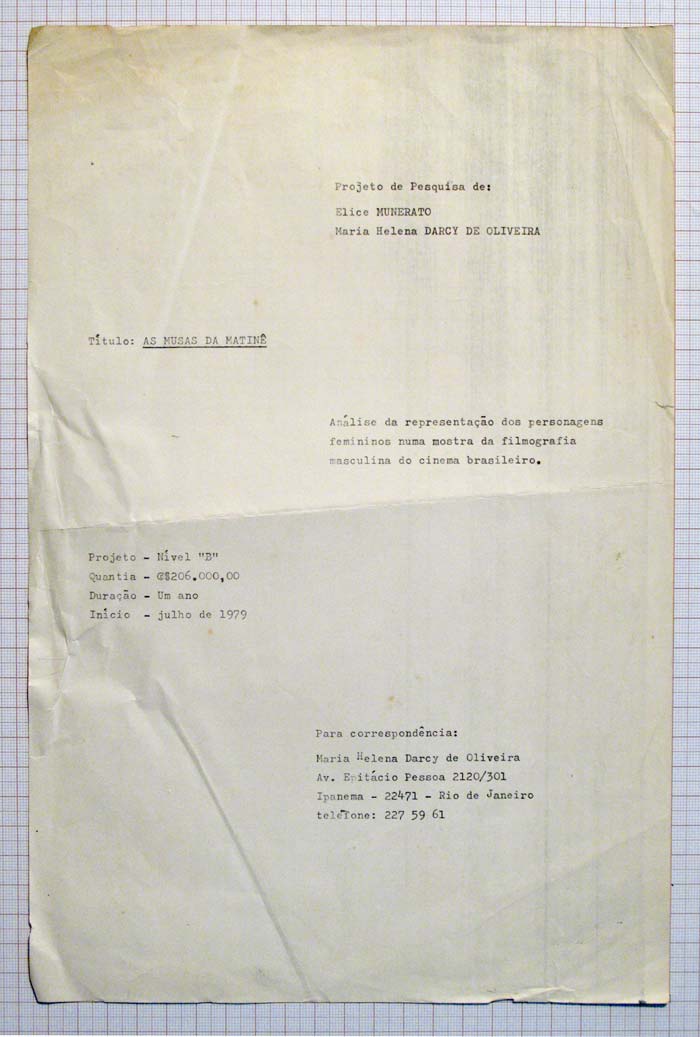 Projeto de Pesquisa de:
Elice MUNERATO
Maria Helena DARCY DE OLIVEIRA
Título: AS MUSAS DA MATINÊ
Análise da representação dos personagens
femininos numa mostra da filmografia
masculina do cinema brasileiro.
Projeto - Nível "B"
Quantia - ₢$206.000,00
Duração - Um ano
Início - julho de 1979
Para correspondência:
Maria Helena Darcy de Oliveira
Av. Epitácio Pessoa 2120/301
Ipanema - 22471 - Rio de Janeiro
telefone: 227 59 61